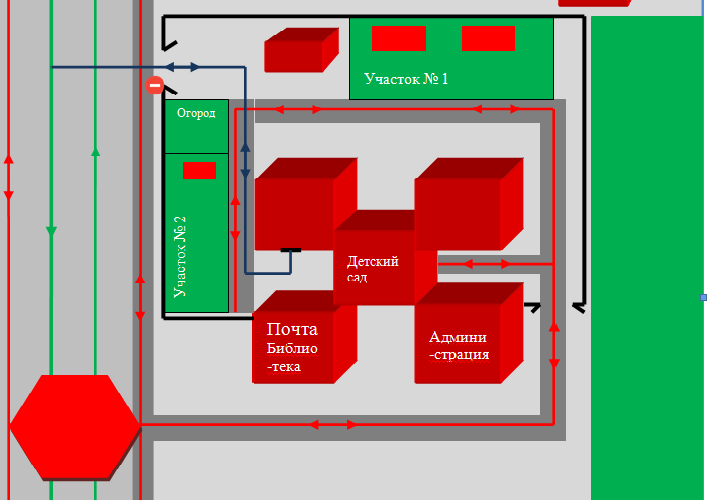 Участок № 1
Огород
Участок № 2
Детский
сад
Почта
Библио
-тека
Админи
-страция